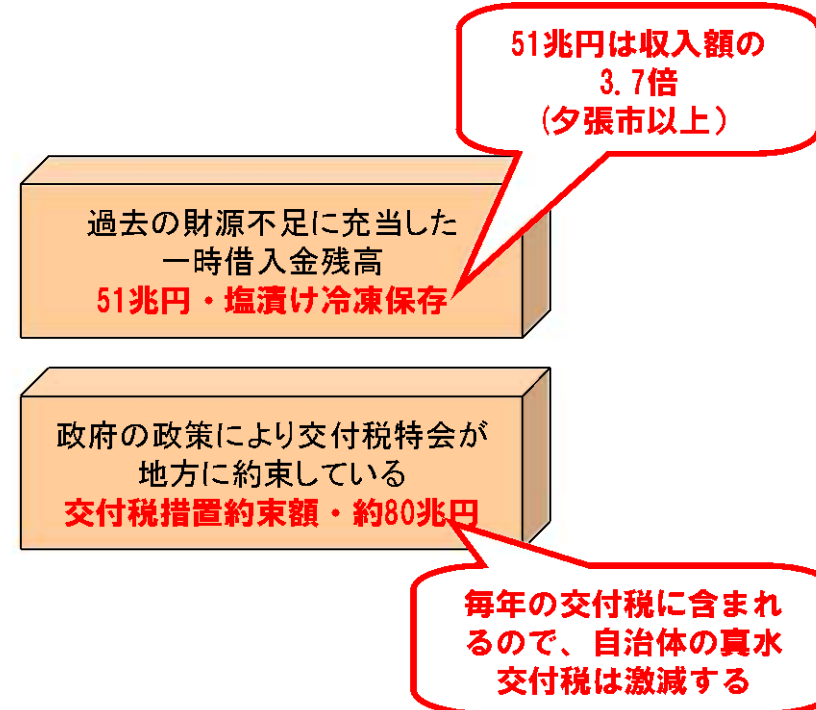 51兆円は収入額の
3.7倍
(夕張市以上）
過去の財源不足に充当した
一時借入金残高
51兆円・塩漬け冷凍保存
政府の政策により交付税特会が
地方に約束している
交付税措置約束額・約80兆円
毎年の交付税に含まれ
るので、自治体の真水
交付税は激減する